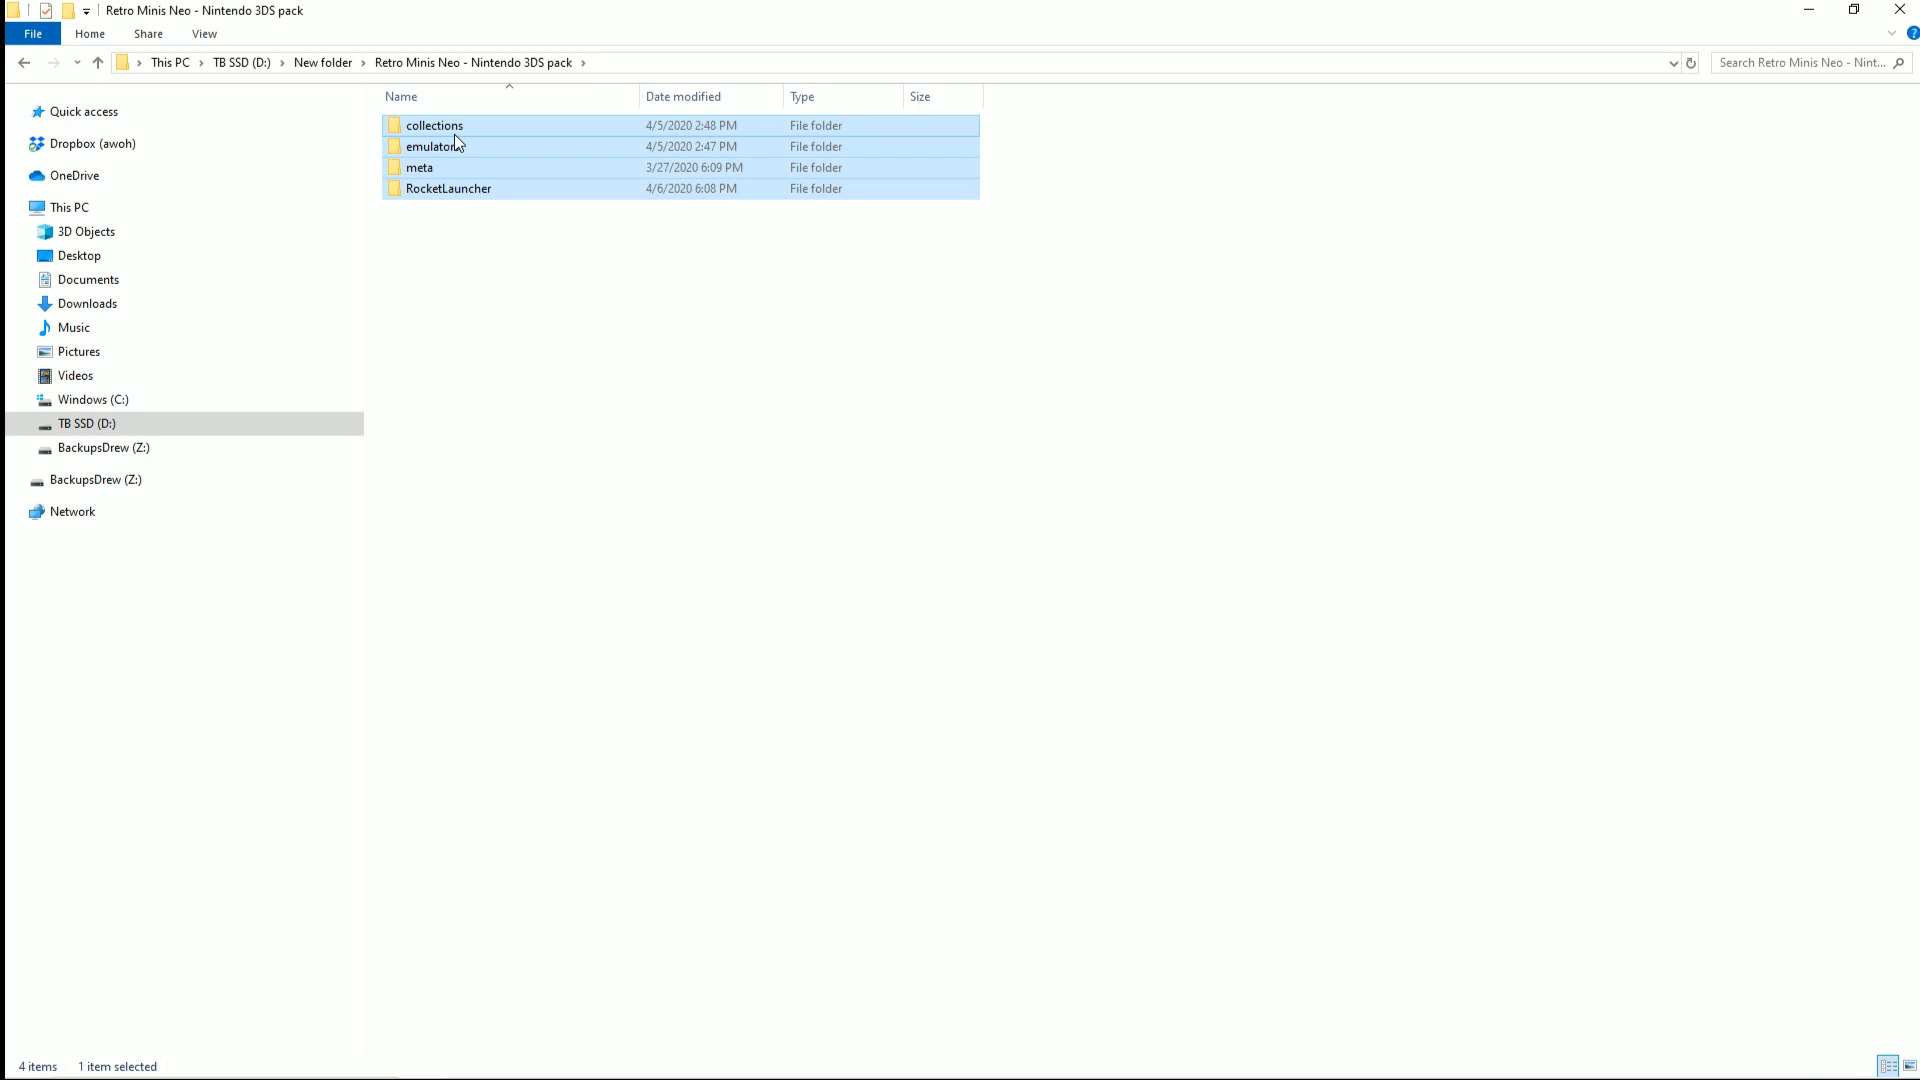 Retro Minis Neo - Nintendo 3DS pack
File Home Share View
This PC TB SSD (D:) New folder Retro Minis Neo - Nintendo 3DS pack
Search Retro Minis Neo - Nint...
Name Date modified Type Size
collections 4/5/2020 2:48 PM File folder
emulator 4/5/2020 2:47 PM File folder
meta 3/27/2020 6:09 PM File folder
RocketLauncher 4/6/2020 6:08 PM File folder
Quick access
Dropbox (awoh)
OneDrive
This PC
3D Objects
Desktop
Documents
Downloads
Music
Pictures
Videos
Windows (C:)
TB SSD (D:)
BackupsDrew (Z:)
BackupsDrew (Z:)
Network
4 items 1 item selected